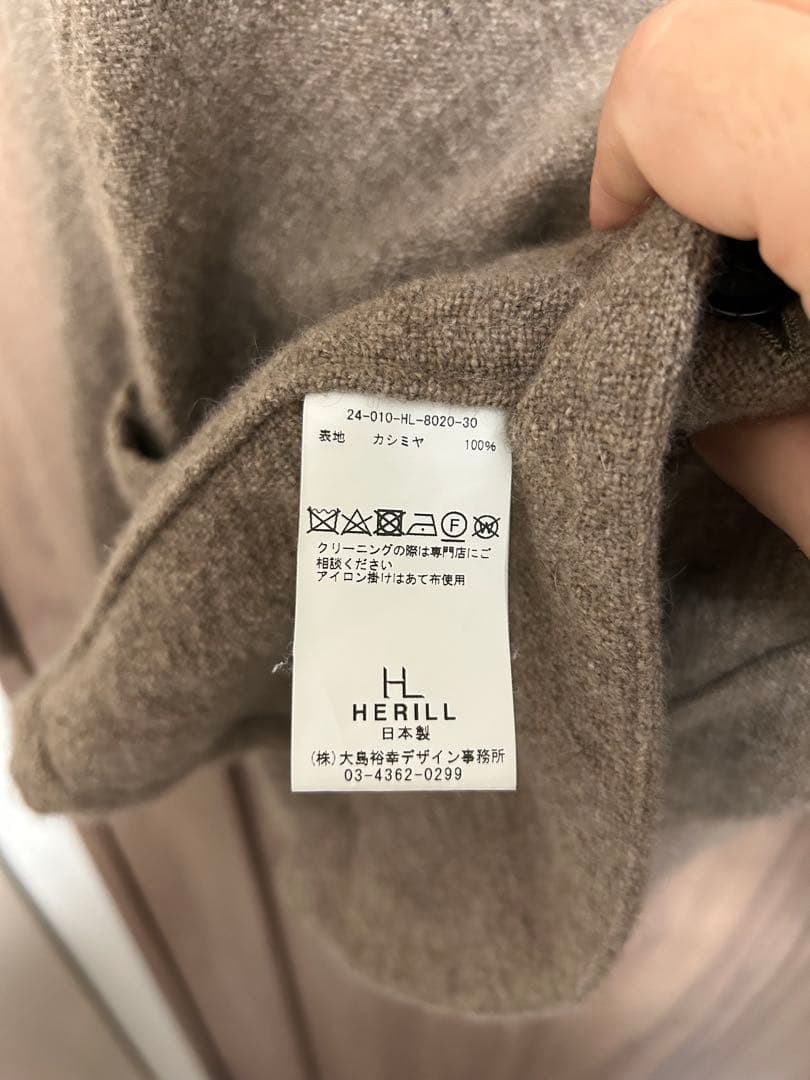 24-010-HL-8020-30
表地 カシミヤ 100%
F W
クリーニングの際は専門店にご
相談ください
アイロン掛けはあて布使用
HL
HERILL
日本製
(株)大島裕幸デザイン事務所
03-4362-0299